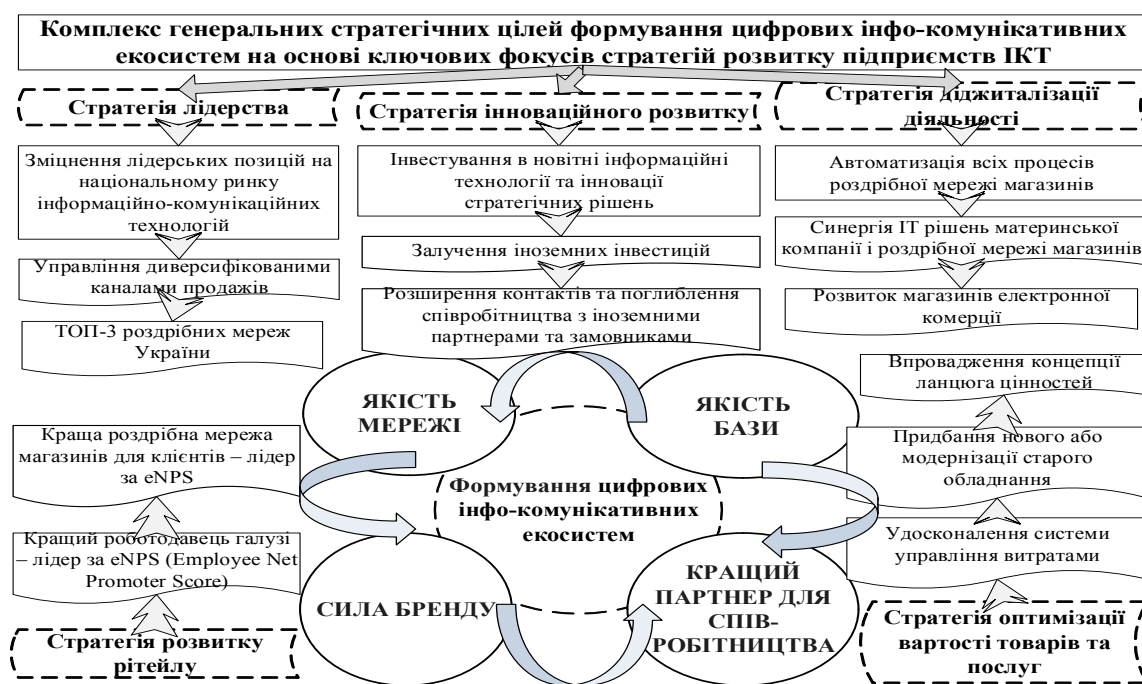 Комплекс генеральних стратегічних цілей формування цифрових інфо-комунікативних
екосистем на основі ключових фокусів стратегій розвитку підприємств ІКТ
Стратегія лідерства
Зміцнення лідерських позицій на
національному ринку
інформаційно-комунікаційних
технологій
Управління диверсифікованими
каналами продажів
ТОП-3 роздрібних мереж
України
Стратегія інноваційного розвитку
Інвестування в новітні інформаційні
технології та інновації
стратегічних рішень
Залучення іноземних інвестицій
Розширення контактів та поглиблення
співробітництва з іноземними
партнерами та замовниками
Стратегія діджиталізації
діяльності
Автоматизація всіх процесів
роздрібної мережі магазинів
Синергія ІТ рішень материнської
компанії і роздрібної мережі магазинів
Розвиток магазинів електронної
комерції
ЯКІСТЬ
МЕРЕЖІ
ЯКІСТЬ
БАЗИ
Формування цифрових
інфо-комунікативних
екосистем
СИЛА БРЕНДУ
КРАЩИЙ
ПАРТНЕР ДЛЯ
СПІВ-
РОБІТНИЦТВА
Краща роздрібна мережа
магазинів для клієнтів – лідер
за eNPS
Кращий роботодавець галузі
– лідер за eNPS (Employee Net
Promoter Score)
Стратегія розвитку
рітейлу
Впровадження концепції
ланцюга цінностей
Придбання нового або
модернізації старого
обладнання
Удосконалення системи
управління витратами
Стратегія оптимізації
вартості товарів та
послуг